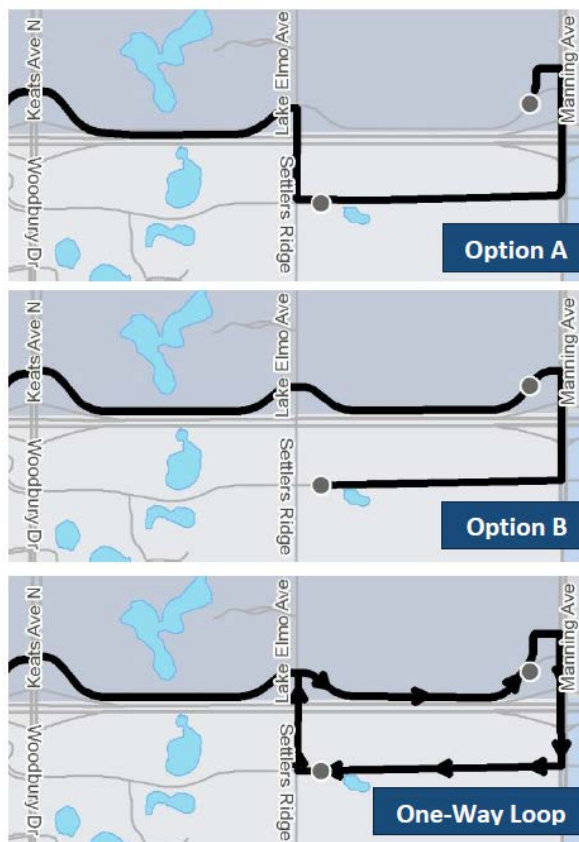 Keats Ave N
Lake Elmo
Ave
Manning Ave
Woodbury Dr
Settlers Ridge
Option A
Keats Ave N
Lake Elmo
Ave
Manning Ave
Woodbury Dr
Settlers Ridge
Option B
Keats Ave N
Lake Elmo
Ave
Manning Ave
Woodbury Dr
Settlers Ridge
One-Way Loop